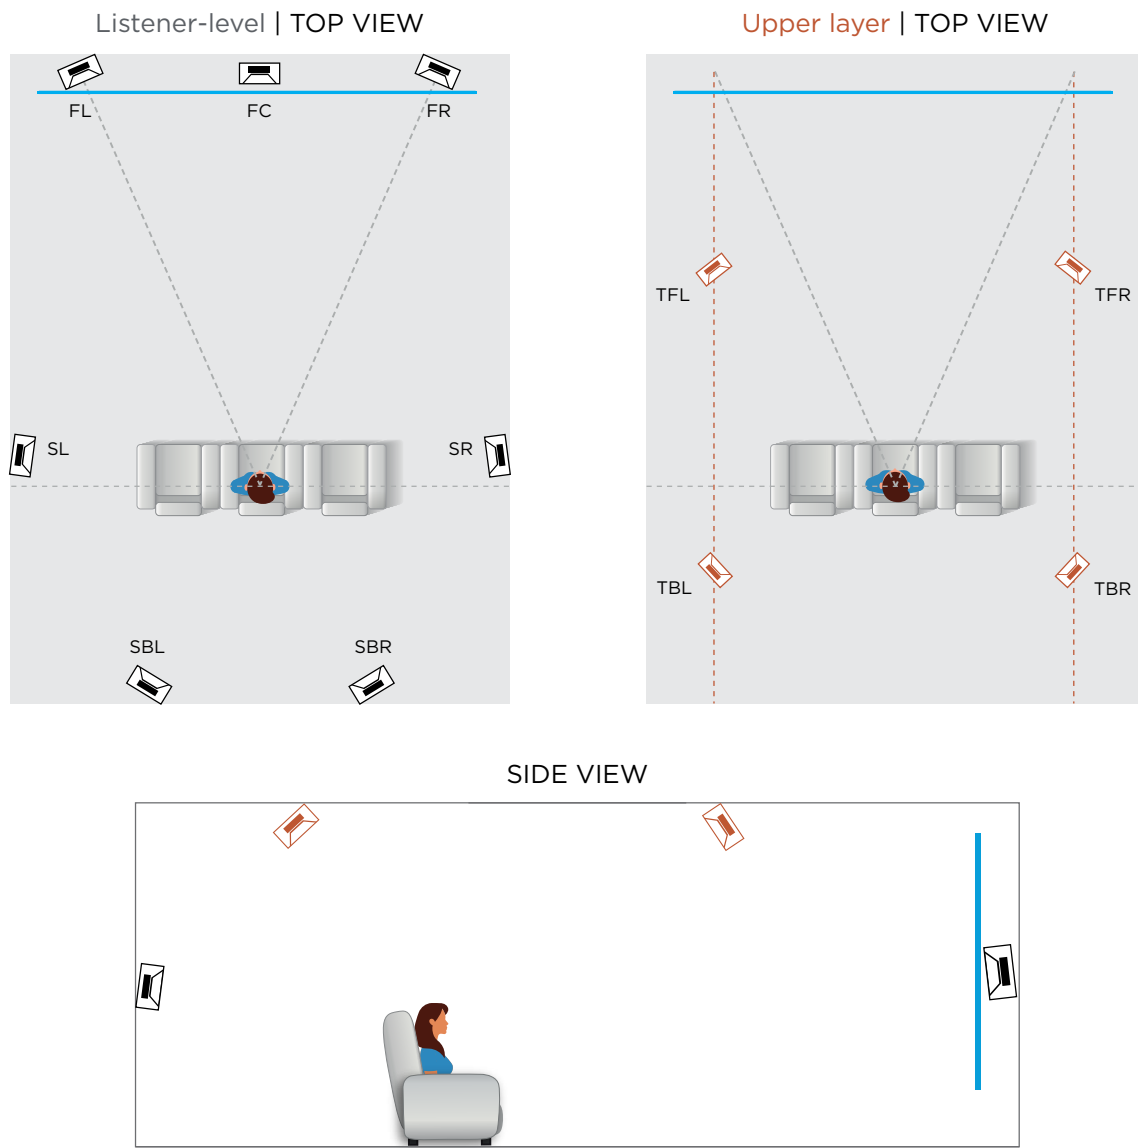 Listener-level | TOP VIEW
FL
FC
FR
SL
SR
SBL
SBR
Upper layer | TOP VIEW
TFL
TFR
TBL
TBR
SIDE VIEW